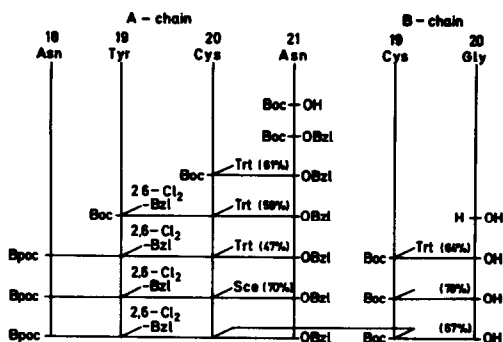 A - chain B - chain
18 19 20 21 19 20
Asn Tyr Cys Asn Cys Gly
Boc OH
Boc OBzl
Boc Trt (61%) OBzl
2 6 - Cl2
Boc -Bzl Trt (59%) OBzl H OH
2,6 - Cl2
Bpoc -Bzl Trt (47%) OBzl Boc Trt (64%) OH
2,6 - Cl2
Bpoc -Bzl Sce (70%) OBzl Boc (78%) OH
2,6 - Cl2
Bpoc -Bzl OBzl Boc (67%) OH